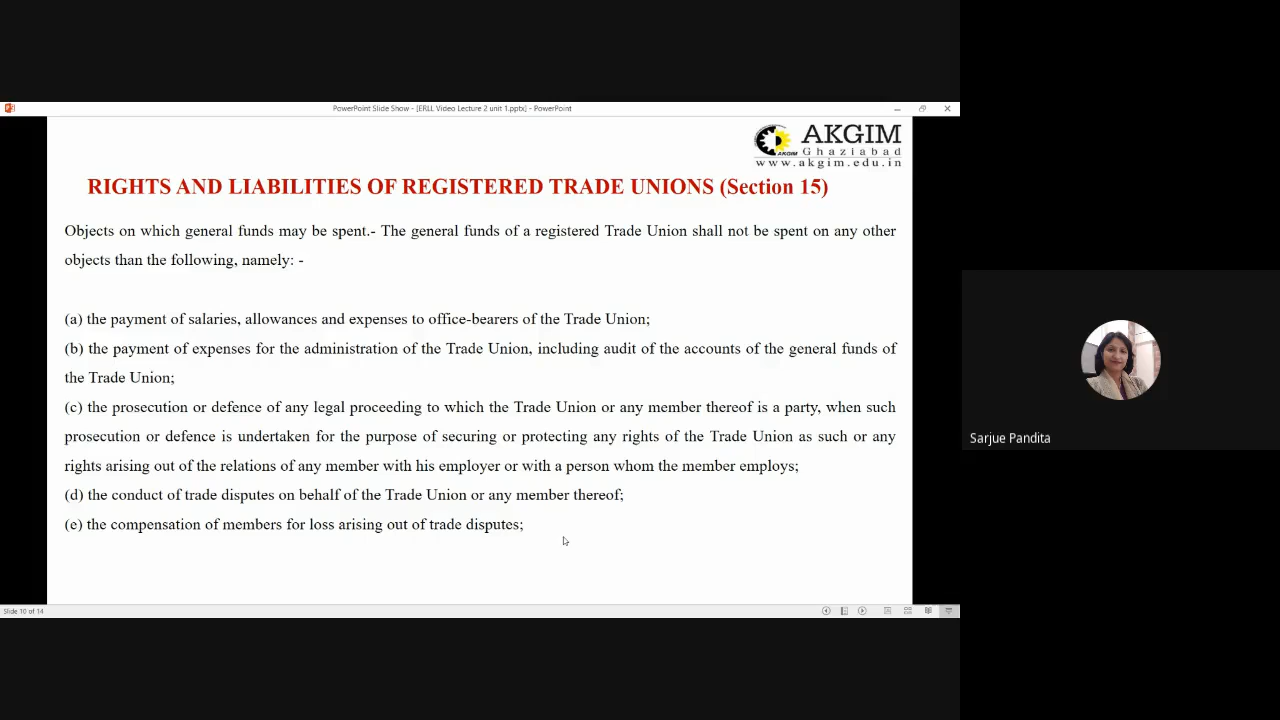 PowerPoint Slide Show - [ERLL Video Lecture 2 unit 1.pptx] - PowerPoint
AKGIM
AKGIM
Ghaziabad
www.akgim.edu.in
RIGHTS AND LIABILITIES OF REGISTERED TRADE UNIONS (Section 15)
Objects on which general funds may be spent.- The general funds of a registered Trade Union shall not be spent on any other
objects than the following, namely: -
(a) the payment of salaries, allowances and expenses to office-bearers of the Trade Union;
(b) the payment of expenses for the administration of the Trade Union, including audit of the accounts of the general funds of
the Trade Union;
(c) the prosecution or defence of any legal proceeding to which the Trade Union or any member thereof is a party, when such
prosecution or defence is undertaken for the purpose of securing or protecting any rights of the Trade Union as such or any
rights arising out of the relations of any member with his employer or with a person whom the member employs;
(d) the conduct of trade disputes on behalf of the Trade Union or any member thereof;
(e) the compensation of members for loss arising out of trade disputes;
Sarjue Pandita
Slide 10 of 14